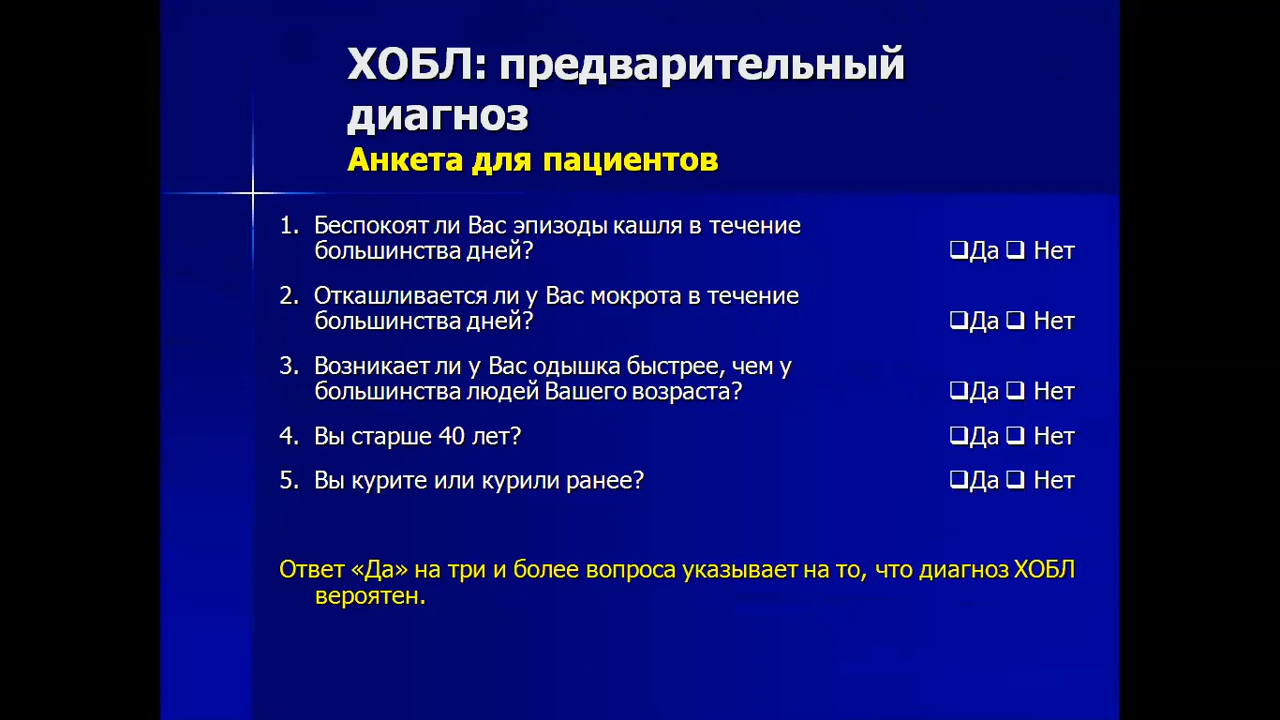 ХОБЛ: предварительный
диагноз
Анкета для пациентов
1. Беспокоят ли Вас эпизоды кашля в течение
большинства дней? ❑Да ❑ Нет
2. Откашливается ли у Вас мокрота в течение
большинства дней? ❑Да ❑ Нет
3. Возникает ли у Вас одышка быстрее, чем у
большинства людей Вашего возраста? ❑Да ❑ Нет
4. Вы старше 40 лет? ❑Да ❑ Нет
5. Вы курите или курили ранее? ❑Да ❑ Нет
Ответ «Да» на три и более вопроса указывает на то, что диагноз ХОБЛ
вероятен.